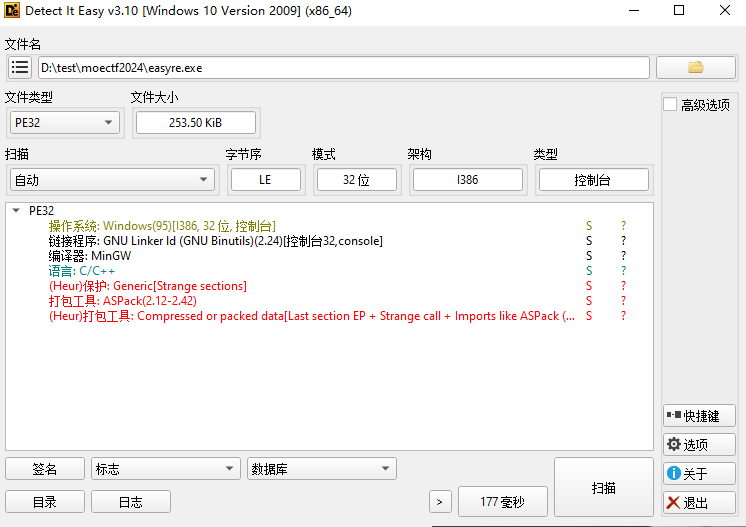 Detect It Easy v3.10 [Windows 10 Version 2009] (x86_64)
文件名
D:\test\moectf2024\easyre.exe
文件类型 文件大小
高级选项
PE32 253.50 KiB
扫描 字节序 模式 架构 类型
自动 LE 32 位 I386 控制台
PE32
操作系统: Windows(95)[I386, 32 位, 控制台] S ?
链接程序: GNU Linker ld (GNU Binutils)(2.24)[控制台32,console] S ?
编译器: MinGW S ?
语言: C/C++ S ?
(Heur)保护: Generic[Strange sections] S ?
打包工具: ASPack(2.12-2.42) S ?
(Heur)打包工具: Compressed or packed data[Last section EP + Strange call + Imports like ASPack (... S ?
快捷键
选项
关于
退出
签名 标志 数据库
扫描
目录 日志 > 177 毫秒